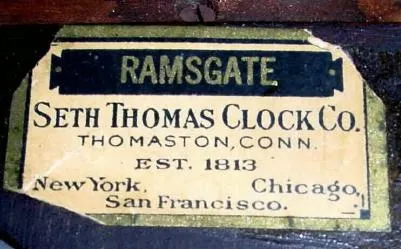 RAMSGATE
SETH THOMAS CLOCK CO.
THOMASTON, CONN.
EST. 1813
New York. Chicago,
San Francisco.